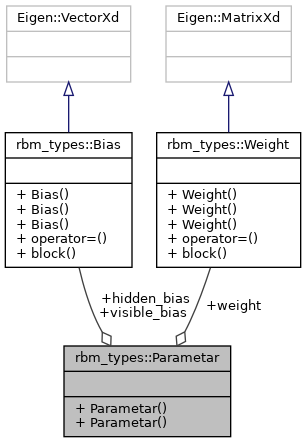 Eigen::VectorXd
Eigen::MatrixXd
rbm_types::Bias
+ Bias()
+ Bias()
+ Bias()
+ operator=()
+ block()
rbm_types::Weight
+ Weight()
+ Weight()
+ Weight()
+ operator=()
+ block()
+hidden_bias
+visible_bias
+weight
rbm_types::Parametar
+ Parametar()
+ Parametar()